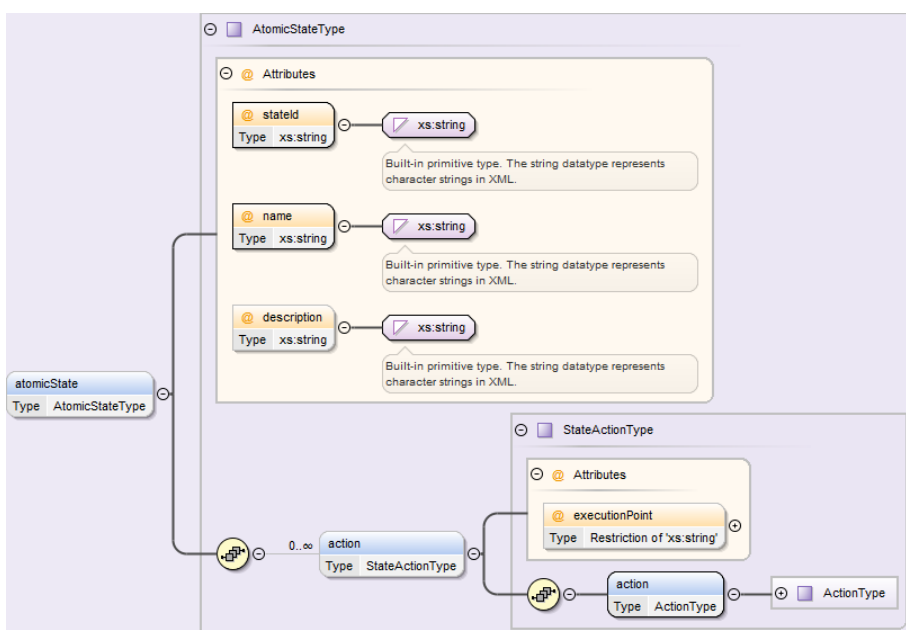 AtomicStateType
@ Attributes
@ stateId
Type xs:string
xs:string
Built-in primitive type. The string datatype represents
character strings in XML.
@ name
Type xs:string
xs:string
Built-in primitive type. The string datatype represents
character strings in XML.
@ description
Type xs:string
xs:string
Built-in primitive type. The string datatype represents
character strings in XML.
atomicState
Type AtomicStateType
StateActionType
@ Attributes
@ executionPoint
Type Restriction of 'xs:string'
0..∞
action
Type StateActionType
action
Type ActionType
ActionType